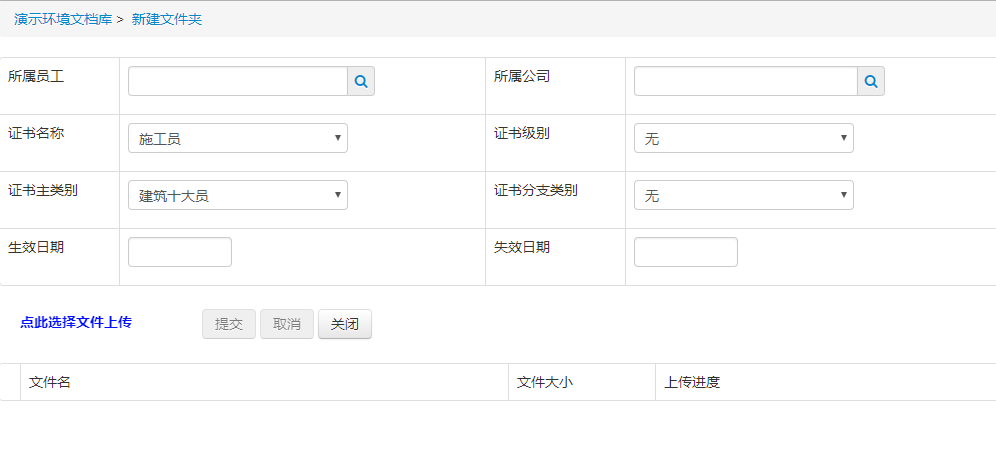 演示环境文档库 > 新建文件夹
所属员工 所属公司
证书名称 施工员 证书级别 无
证书主类别 建筑十大员 证书分支类别 无
生效日期 失效日期
点此选择文件上传 提交 取消 关闭
文件名 文件大小 上传进度